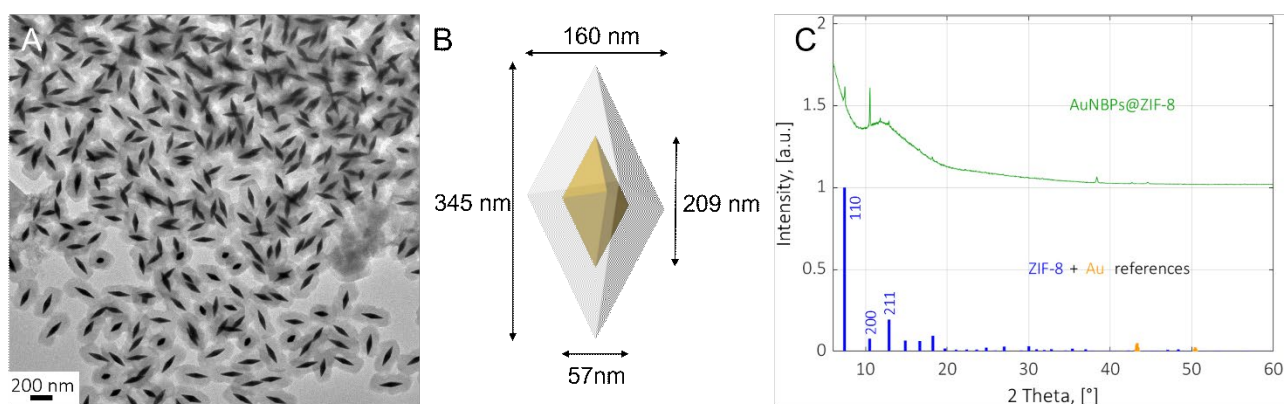 A
200 nm
B
160 nm
345 nm
209 nm
57nm
C
2
1.5
1
0.5
0
Intensity, [a.u.]
AuNBPs@ZIF-8
110
200
211
ZIF-8 + Au references
10 20 30 40 50 60
2 Theta, [°]